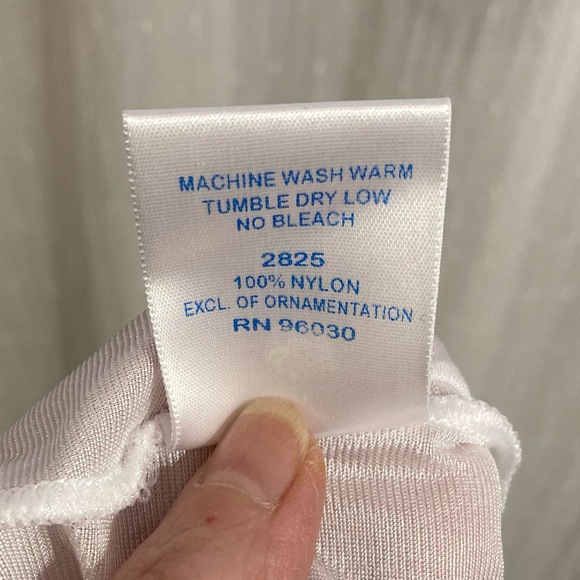 MACHINE WASH WARM
TUMBLE DRY LOW
NO BLEACH
2825
100% NYLON
EXCL. OF ORNAMENTATION
RN 96030